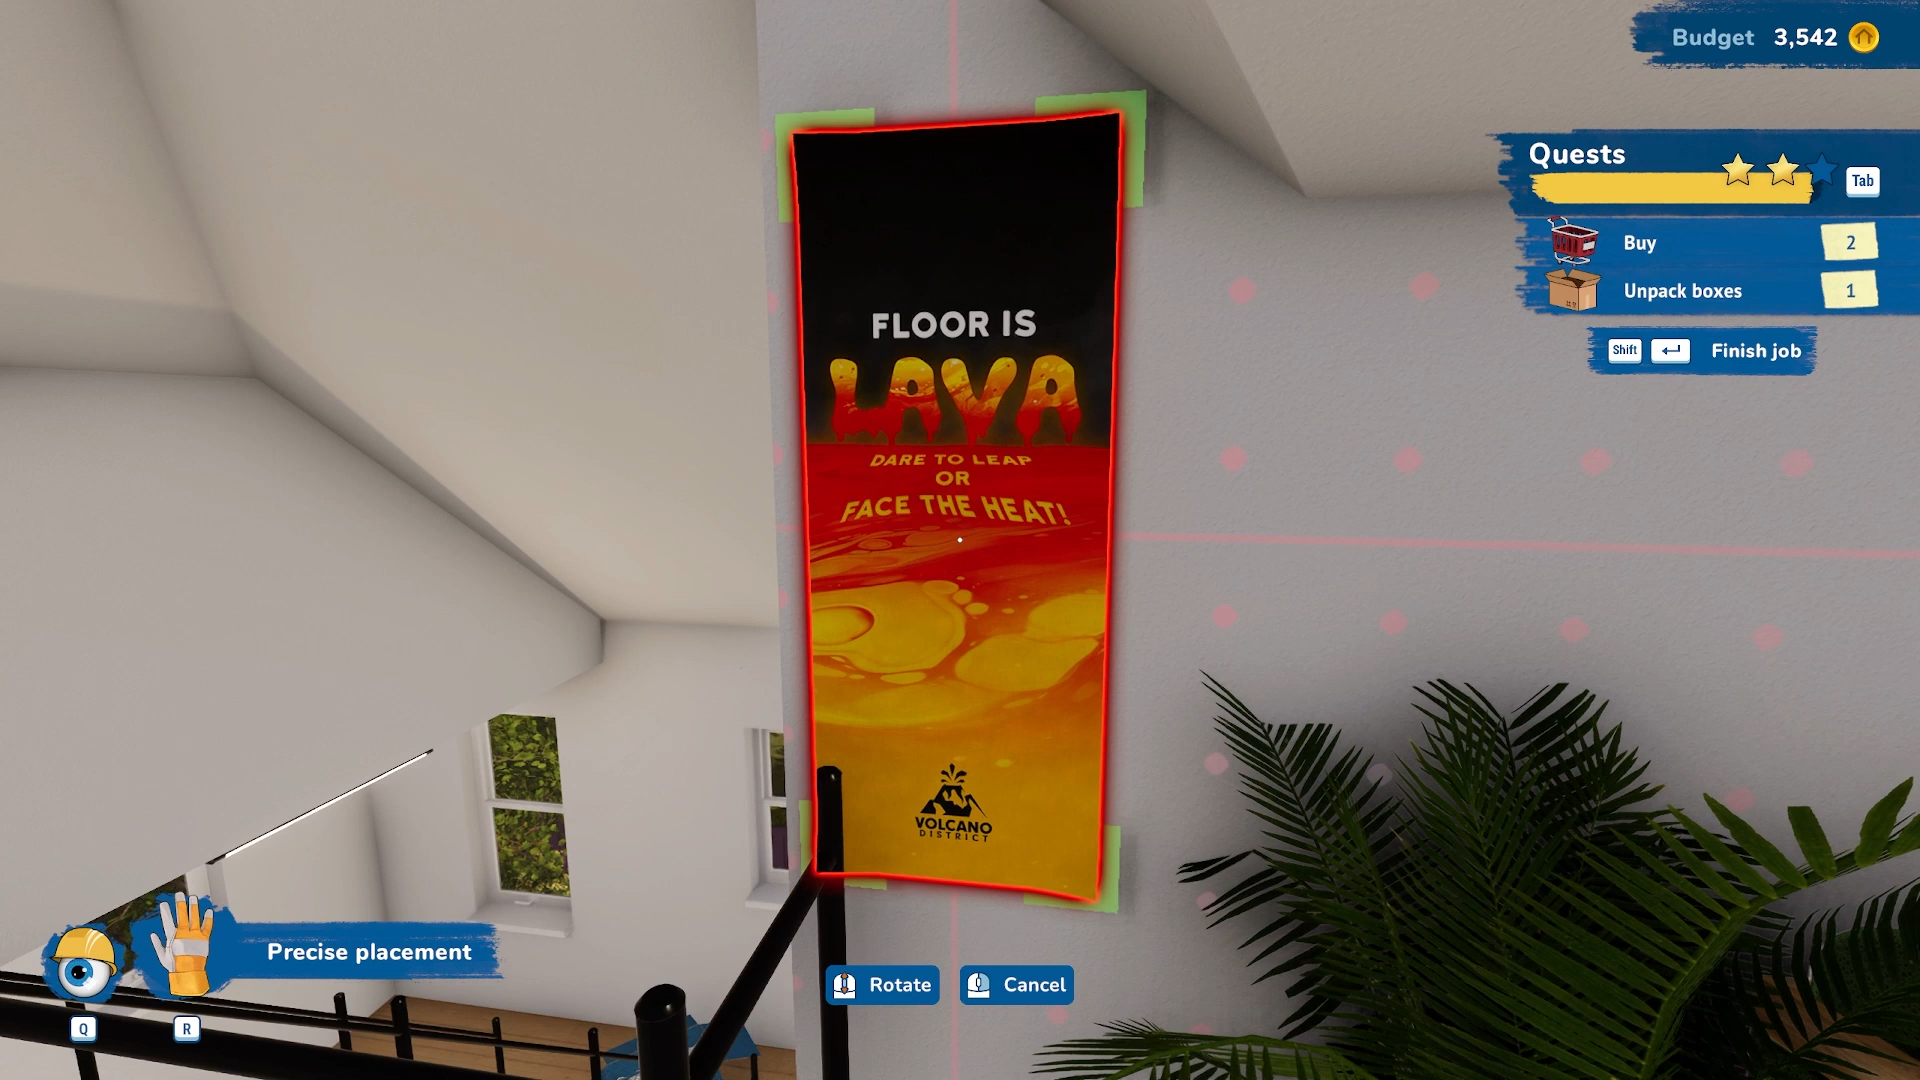 Budget 3,542
Quests
Tab
Buy 2
Unpack boxes 1
Shift Finish job
FLOOR IS
LAVA
DARE TO LEAP
OR
FACE THE HEAT!
VOLCANO
DISTRICT
Precise placement
Rotate Cancel
Q R